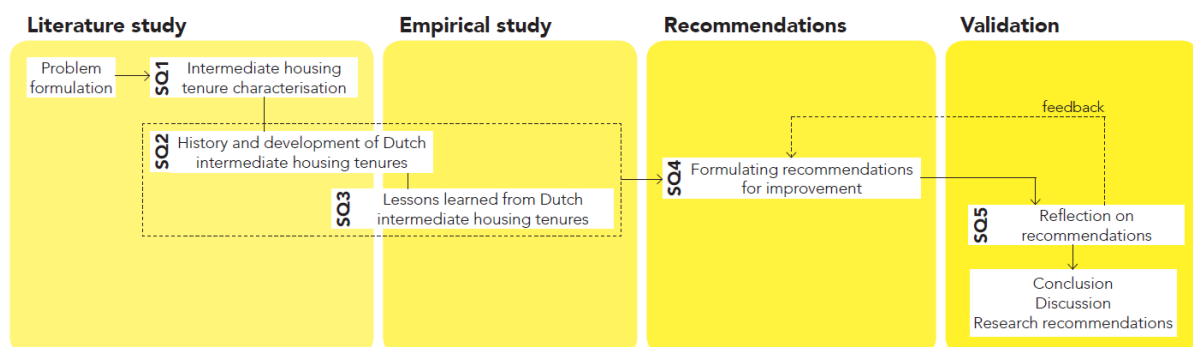 Literature study
Empirical study
Recommendations
Validation
Problem
formulation
SQ1
Intermediate housing
tenure characterisation
SQ2
History and development of Dutch
intermediate housing tenures
SQ3
Lessons learned from Dutch
intermediate housing tenures
SQ4
Formulating recommendations
for improvement
feedback
SQ5
Reflection on
recommendations
Conclusion
Discussion
Research recommendations